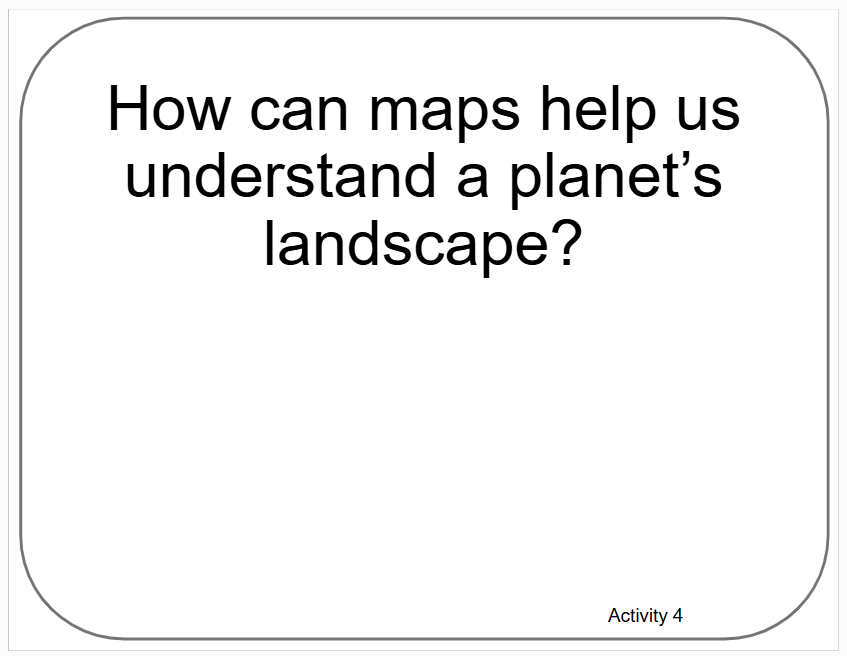 How can maps help us
understand a planet’s
landscape?
Activity 4